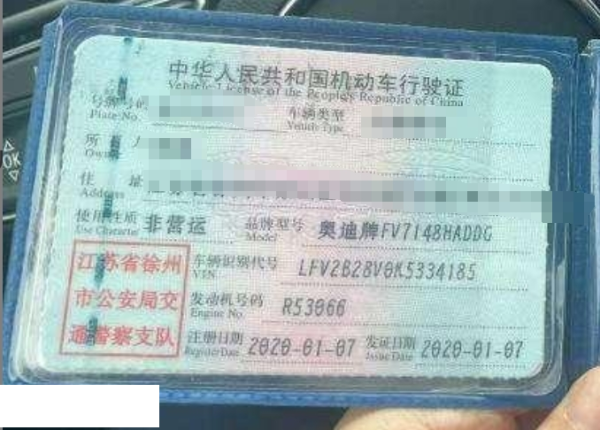 中华人民共和国机动车行驶证
Vehicle License of the People's Republic of China
号牌号码 车辆类型
Plate No. Vehicle Type
所 人
Owner
住 址
Address
使用性质 非营运 品牌型号 奥迪牌FV7148HADDG
Use Character Model
江苏省徐州 车辆识别代号 LFV2B28V0K5334185
VIN
市公安局交 发动机号码 R53066
Engine No.
通警察支队 注册日期 2020-01-07 发证日期 2020-01-07
Register Date Issue Date
OK